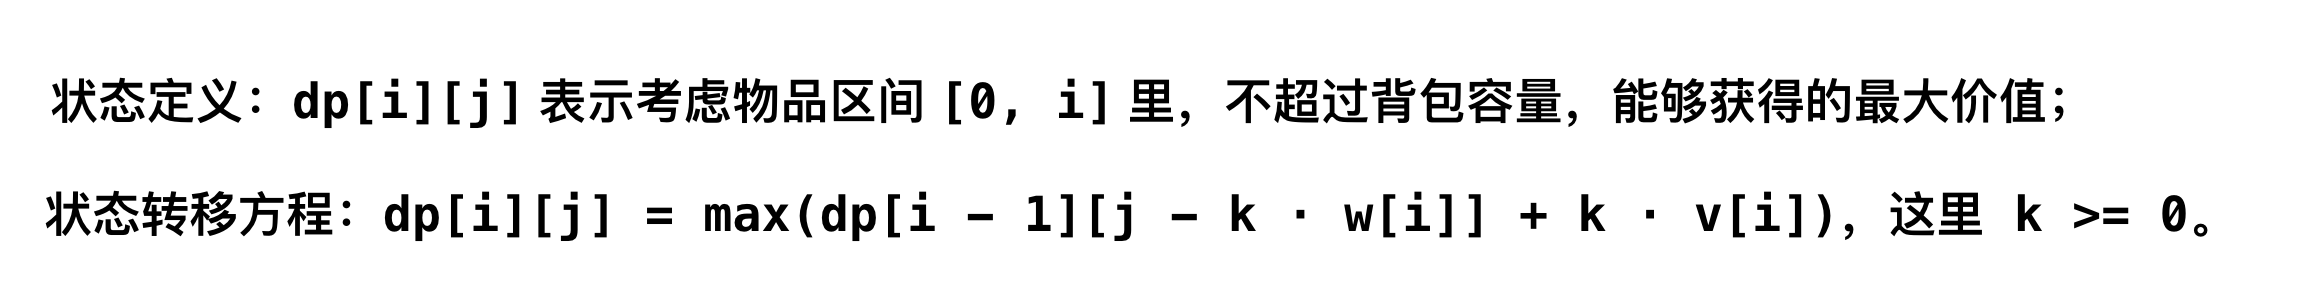 状态定义：dp[i][j] 表示考虑物品区间 [0, i] 里，不超过背包容量，能够获得的最大价值；
状态转移方程：dp[i][j] = max(dp[i − 1][j − k · w[i]] + k · v[i])，这里 k >= 0。